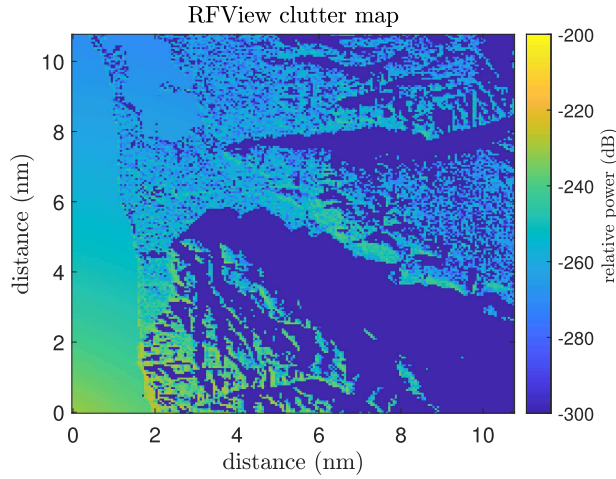 RFView clutter map
distance (nm)
10
8
6
4
2
0
0 2 4 6 8 10
distance (nm)
-200
-220
-240
-260
-280
-300
relative power (dB)